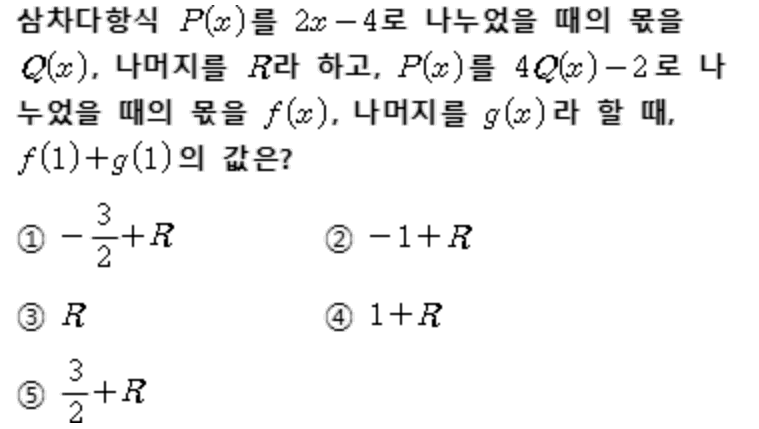 삼차다항식 P(x)를 2x-4로 나누었을 때의 몫을
Q(x), 나머지를 R라 하고, P(x)를 4Q(x)-2로 나
누었을 때의 몫을 f(x), 나머지를 g(x)라 할 때,
f(1)+g(1)의 값은?
① -3/2+R ② -1+R
③ R ④ 1+R
⑤ 3/2+R